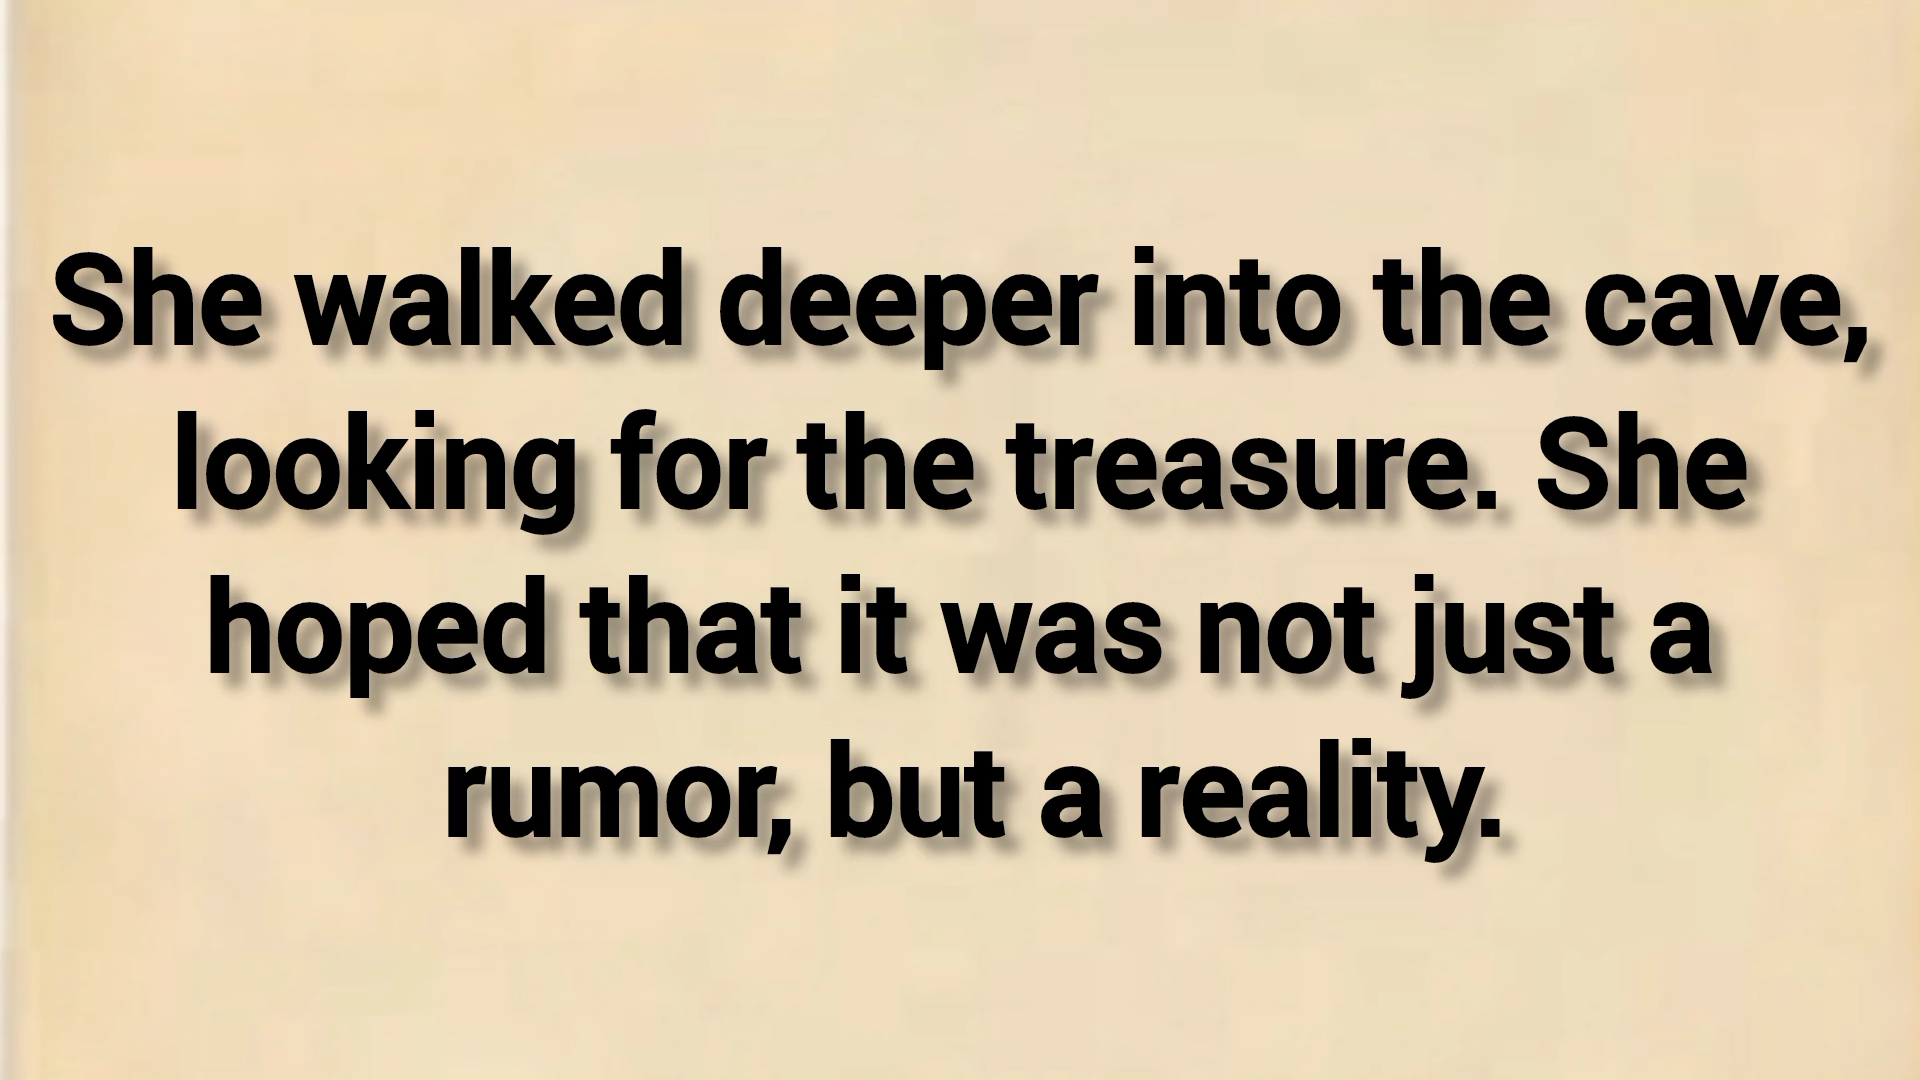 She walked deeper into the cave,
looking for the treasure. She
hoped that it was not just a
rumor, but a reality.